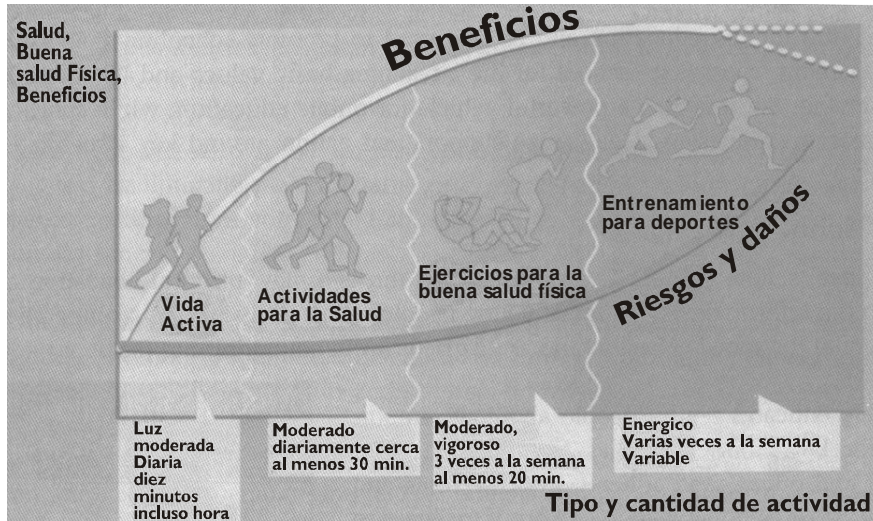 Salud,
Buena
salud Física,
Beneficios
Beneficios
Entrenamiento
para deportes
Ejercicios para la
buena salud física
Vida
Activa
Actividades
para la Salud
Riesgos y daños
Luz
moderada
Diaria
diez
minutos
incluso hora
Moderado
diariamente cerca
al menos 30 min.
Moderado,
vigoroso
3 veces a la semana
al menos 20 min.
Energico
Varias veces a la semana
Variable
Tipo y cantidad de actividad